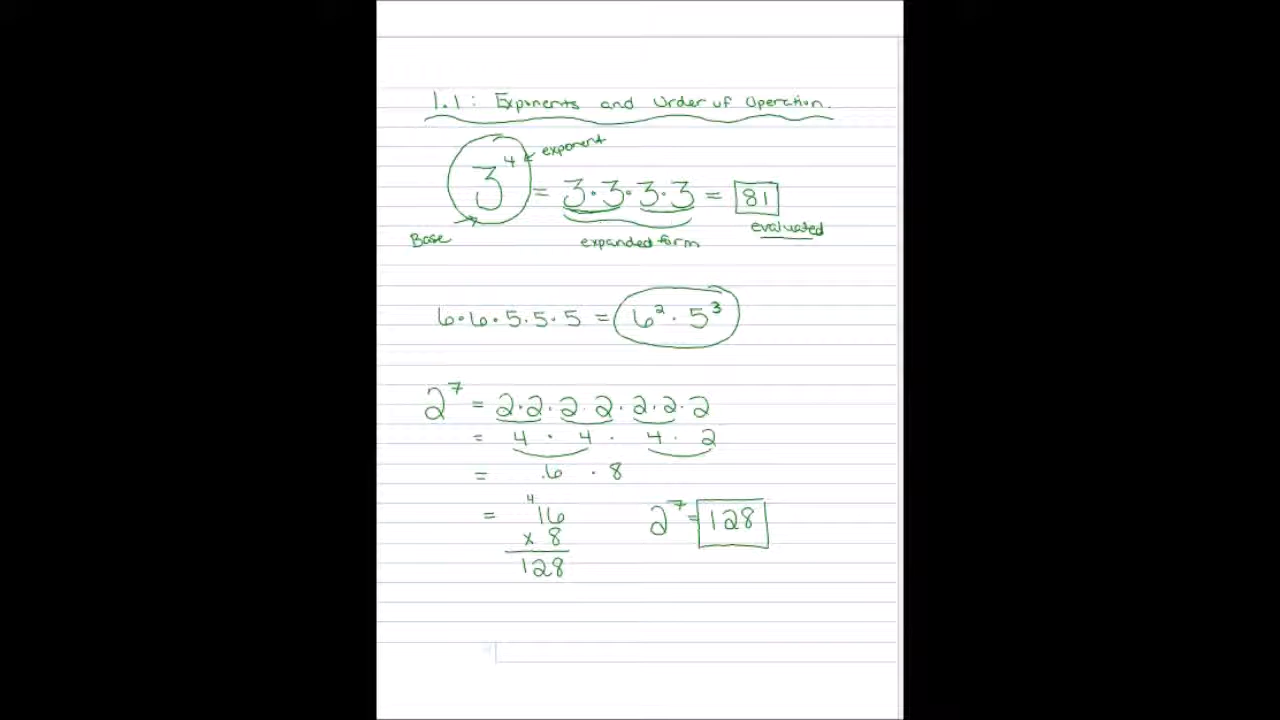 1.1: Exponents and Order of Operation.
3⁴ = 3·3·3·3 = 81
exponent
Base
expanded form
evaluated
6·6·5·5·5 = 6²·5³
2⁷ = 2·2·2·2·2·2·2
= 4 · 4 · 4 · 2
= .6 · 8
4
= 16
x 8
128
2⁷ = 128